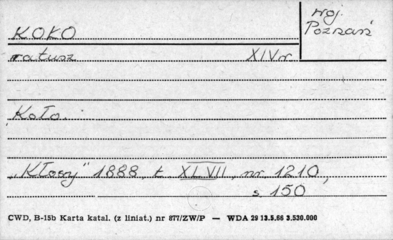 KOKO
woj.
Poznań
ratusz XIV w.
Koło.
„Kłosy" 1888, t. XLVII, nr 1210,
s. 150
CWD, B-15b Karta katal. (z liniat.) nr 877/ZW/P — WDA 29 13.5.66 3,530.000